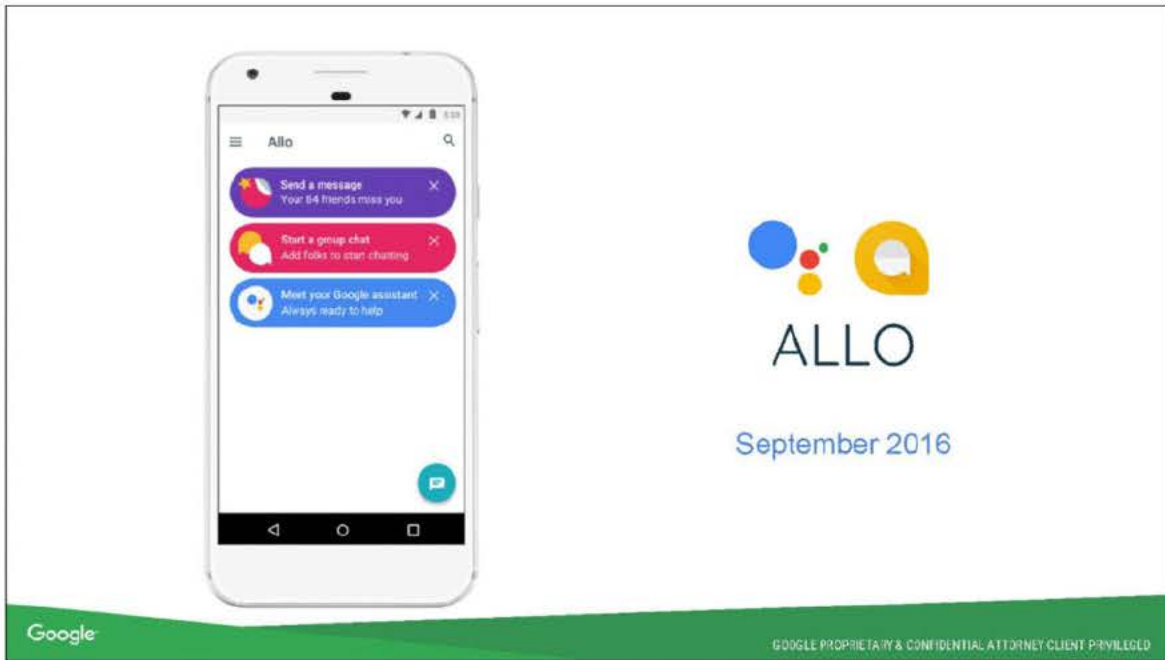 Allo
Send a message
Your 64 friends miss you
Start a group chat
Add folks to start chatting
Meet your Google assistant
Always ready to help
ALLO
September 2016
Google
GOOGLE PROPRIETARY & CONFIDENTIAL ATTORNEY-CLIENT PRIVILEGED